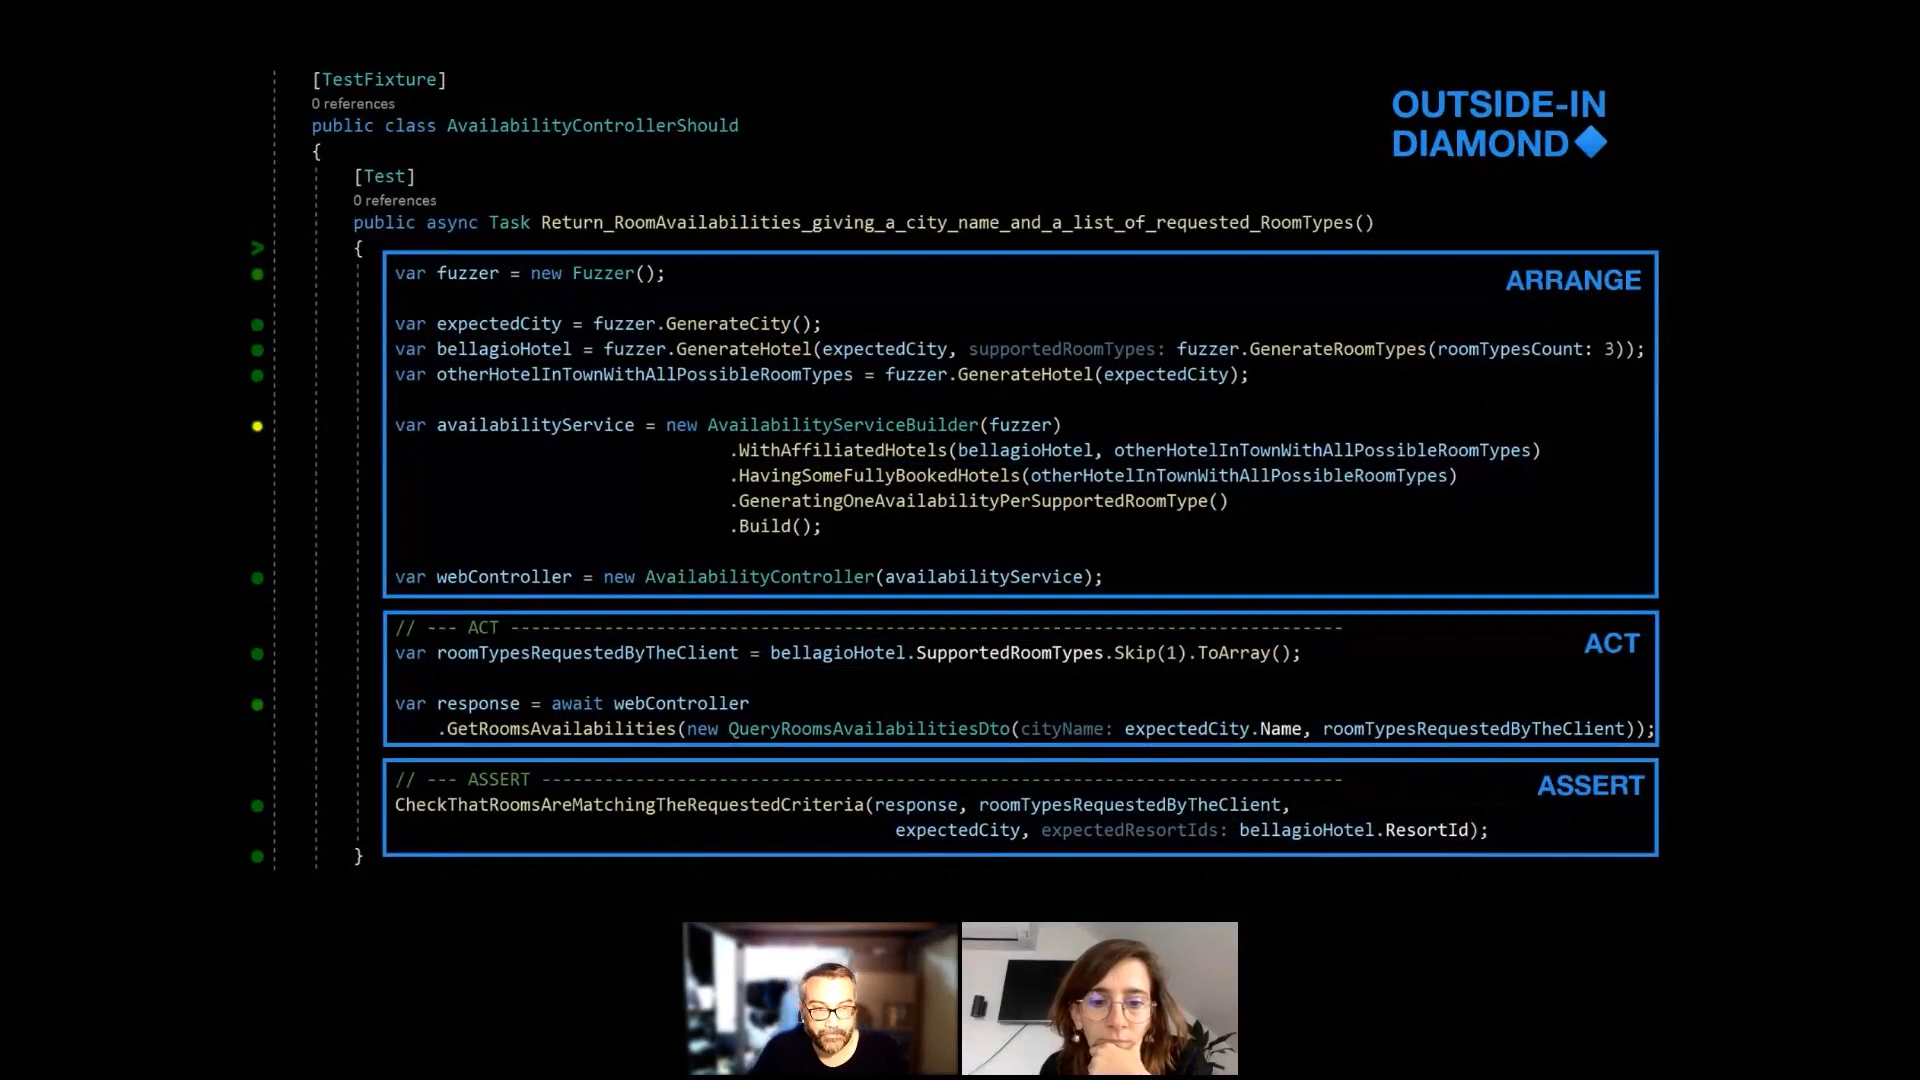 [TestFixture]
0 references
public class AvailabilityControllerShould
{
OUTSIDE-IN
DIAMOND
[Test]
0 references
public async Task Return_RoomAvailabilities_giving_a_city_name_and_a_list_of_requested_RoomTypes()
{
ARRANGE
var fuzzer = new Fuzzer();
var expectedCity = fuzzer.GenerateCity();
var bellagioHotel = fuzzer.GenerateHotel(expectedCity, supportedRoomTypes: fuzzer.GenerateRoomTypes(roomTypesCount: 3));
var otherHotelInTownWithAllPossibleRoomTypes = fuzzer.GenerateHotel(expectedCity);
var availabilityService = new AvailabilityServiceBuilder(fuzzer)
.WithAffiliatedHotels(bellagioHotel, otherHotelInTownWithAllPossibleRoomTypes)
.HavingSomeFullyBookedHotels(otherHotelInTownWithAllPossibleRoomTypes)
.GeneratingOneAvailabilityPerSupportedRoomType()
.Build();
var webController = new AvailabilityController(availabilityService);
// --- ACT --------------------------------------------------------------------------------
ACT
var roomTypesRequestedByTheClient = bellagioHotel.SupportedRoomTypes.Skip(1).ToArray();
var response = await webController
.GetRoomsAvailabilities(new QueryRoomsAvailabilitiesDto(cityName: expectedCity.Name, roomTypesRequestedByTheClient));
// --- ASSERT -----------------------------------------------------------------------------
ASSERT
CheckThatRoomsAreMatchingTheRequestedCriteria(response, roomTypesRequestedByTheClient,
expectedCity, expectedResortIds: bellagioHotel.ResortId);
}